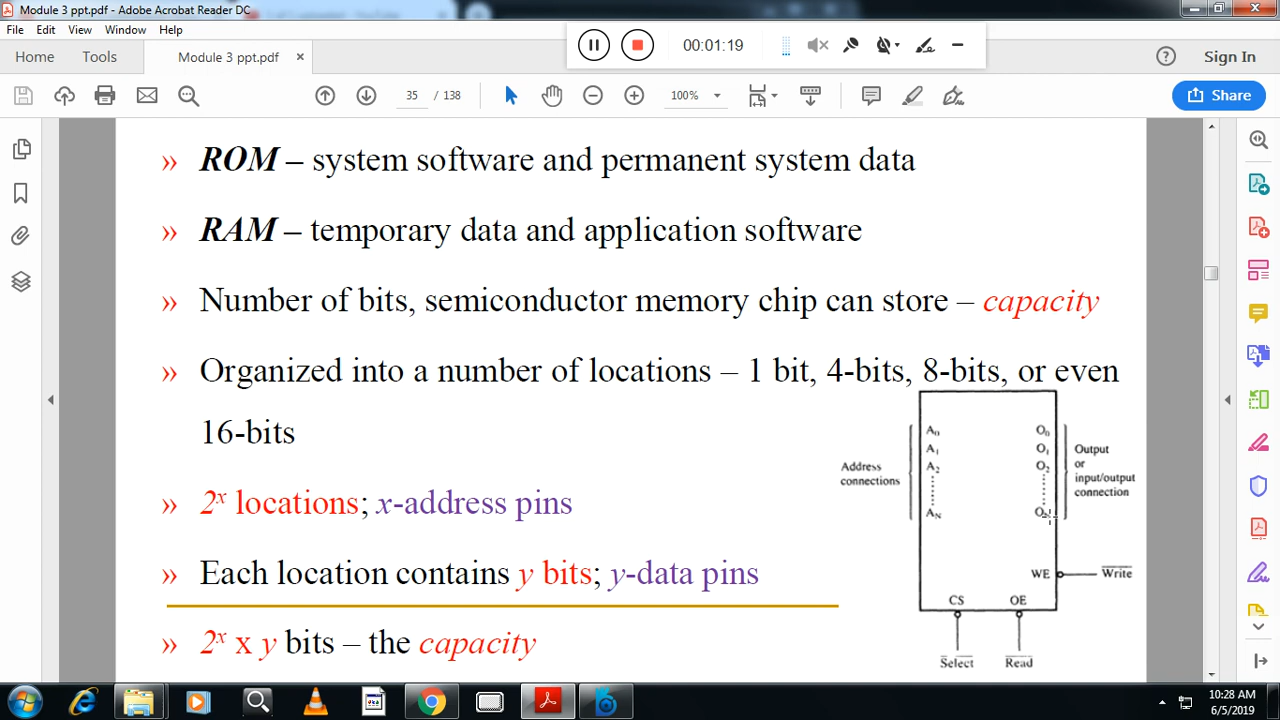 Module 3 ppt.pdf - Adobe Acrobat Reader DC
File Edit View Window Help
00:01:19
Home Tools Module 3 ppt.pdf × Sign In
35 / 138 100% Share
» ROM – system software and permanent system data
» RAM – temporary data and application software
» Number of bits, semiconductor memory chip can store – capacity
» Organized into a number of locations – 1 bit, 4-bits, 8-bits, or even
16-bits
» 2ˣ locations; x-address pins
» Each location contains y bits; y-data pins
» 2ˣ x y bits – the capacity
Address
connections
A₀
A₁
A₂
Aₙ
O₀
O₁
O₂
Output
or
input/output
connection
WE Write
CS OE
Select Read
10:28 AM
6/5/2019